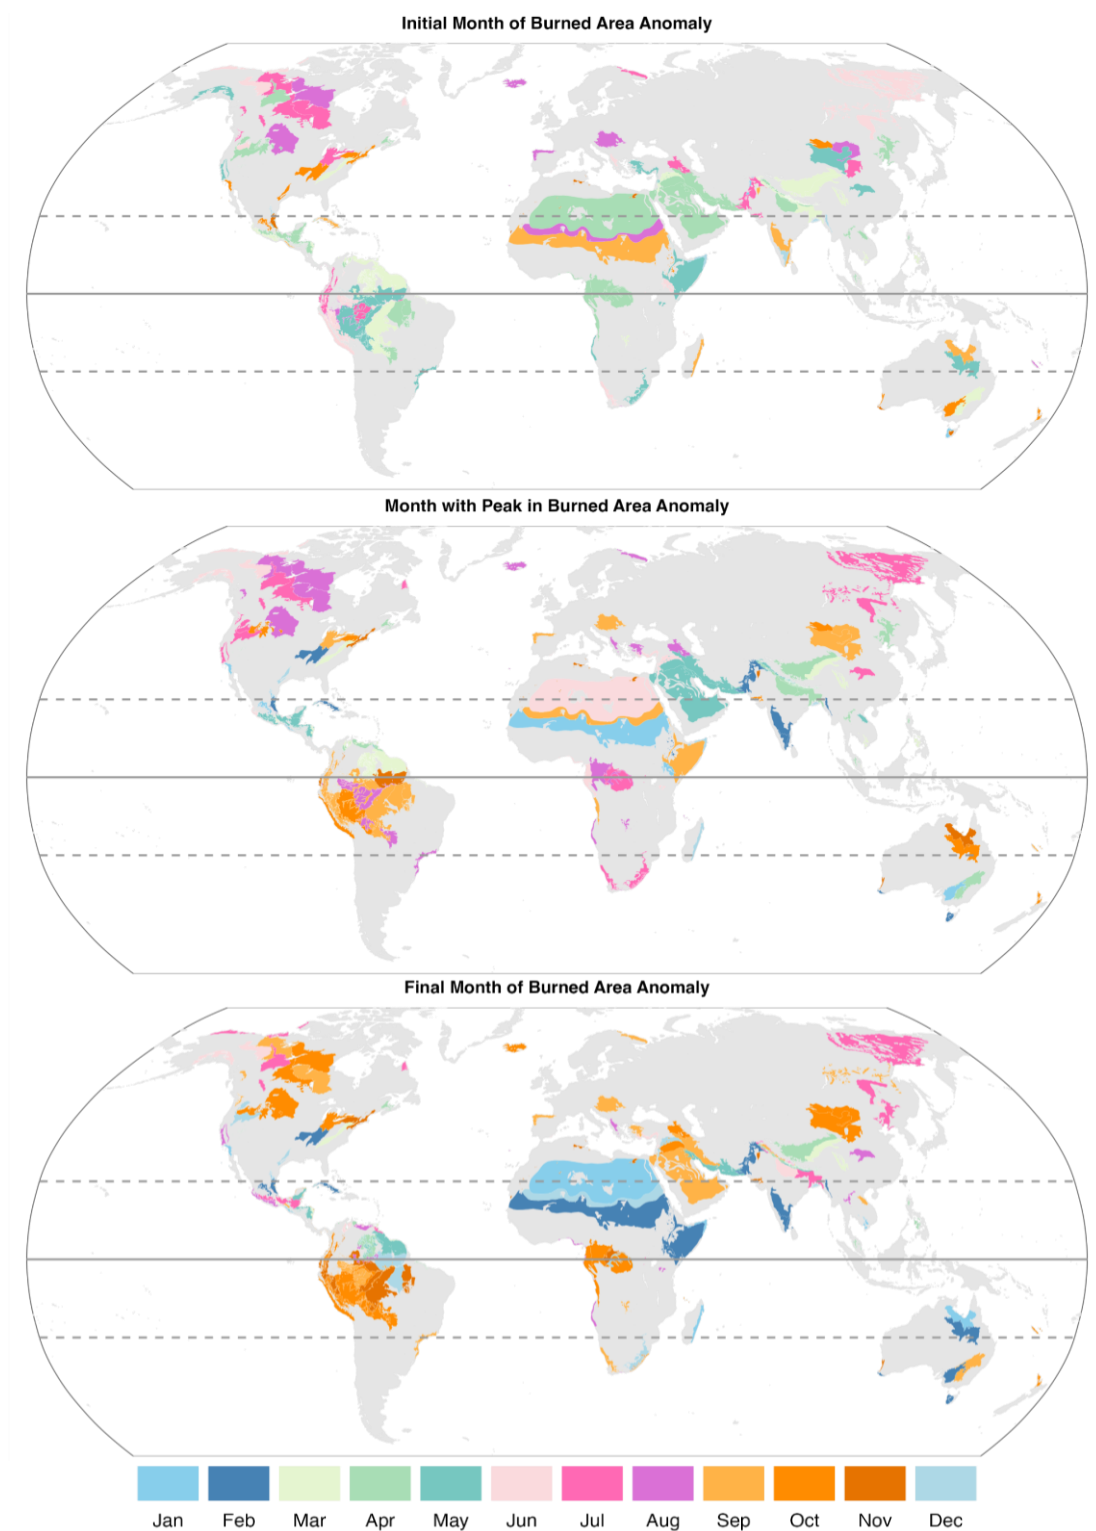 Initial Month of Burned Area Anomaly
Month with Peak in Burned Area Anomaly
Final Month of Burned Area Anomaly
Jan Feb Mar Apr May Jun Jul Aug Sep Oct Nov Dec